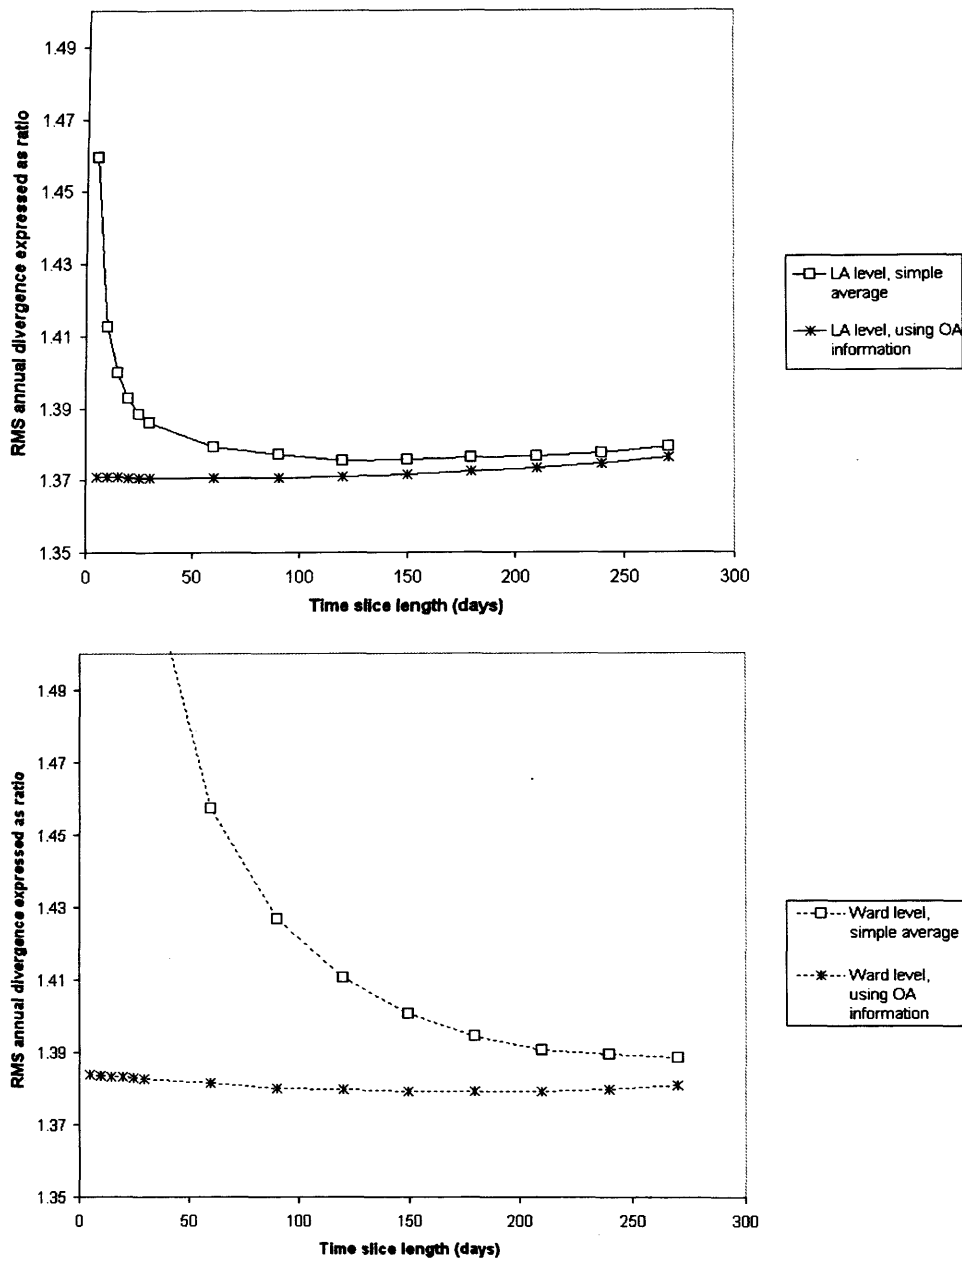 1.49
1.47
1.45
1.43
1.41
1.39
1.37
1.35
RMS annual divergence expressed as ratio
0 50 100 150 200 250 300
Time slice length (days)
LA level, simple
average
LA level, using OA
information
1.49
1.47
1.45
1.43
1.41
1.39
1.37
1.35
RMS annual divergence expressed as ratio
0 50 100 150 200 250 300
Time slice length (days)
Ward level,
simple average
Ward level,
using OA
information